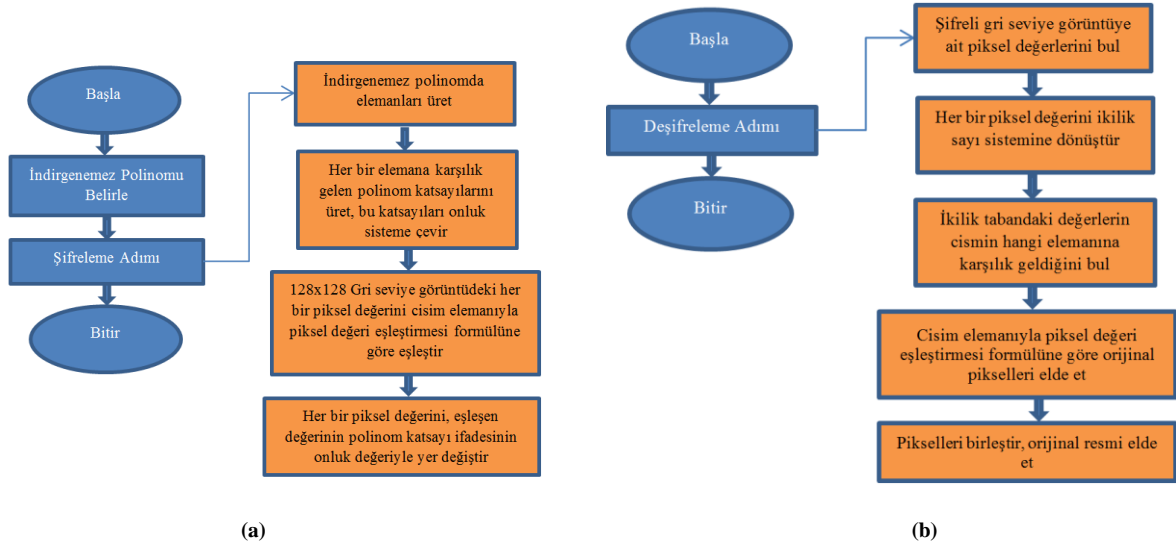 Başla
İndirgenemez Polinomu
Belirle
Şifreleme Adımı
Bitir
İndirgenemez polinomda
elemanları üret
Her bir elemana karşılık
gelen polinom katsayılarını
üret, bu katsayıları onluk
sisteme çevir
128x128 Gri seviye görüntüdeki her
bir piksel değerini cisim elemanıyla
piksel değeri eşleştirmesi formülüne
göre eşleştir
Her bir piksel değerini, eşleşen
değerinin polinom katsayı ifadesinin
onluk değeriyle yer değiştir
(a)
Başla
Deşifreleme Adımı
Bitir
Şifreli gri seviye görüntüye
ait piksel değerlerini bul
Her bir piksel değerini ikilik
sayı sistemine dönüştür
İkilik tabandaki değerlerin
cismin hangi elemanına
karşılık geldiğini bul
Cisim elemanıyla piksel değeri
eşleştirmesi formülüne göre orijinal
pikselleri elde et
Pikselleri birleştir, orijinal resmi elde
et
(b)